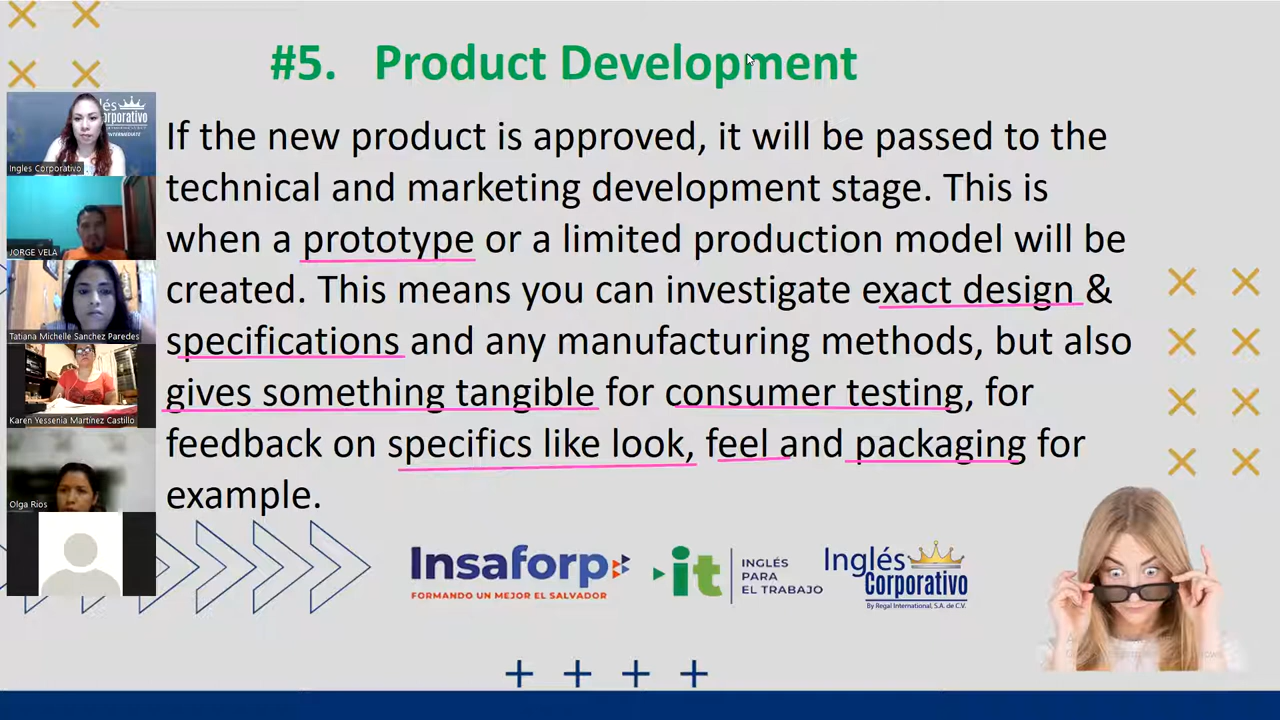 #5. Product Development
If the new product is approved, it will be passed to the
technical and marketing development stage. This is
when a prototype or a limited production model will be
created. This means you can investigate exact design &
specifications and any manufacturing methods, but also
gives something tangible for consumer testing, for
feedback on specifics like look, feel and packaging for
example.
Ingles Corporativo
JORGE VELA
Tatiana Michelle Sanchez Paredes
Karen Yessenia Martínez Castillo
Olga Rios
Insaforp
FORMANDO UN MEJOR EL SALVADOR
it
INGLÉS
PARA
EL TRABAJO
Inglés
Corporativo
By Regal International, S.A. de C.V.